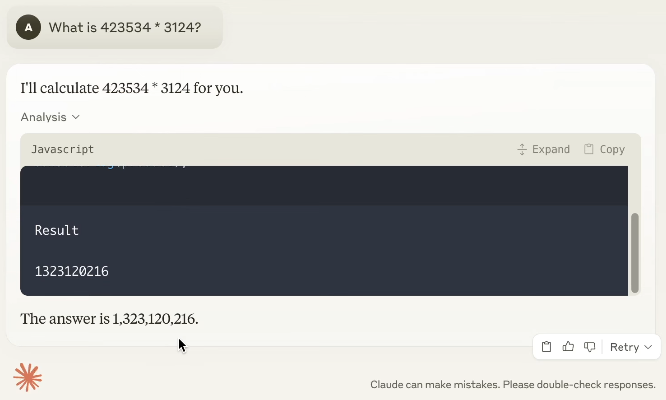 A What is 423534 * 3124?
I'll calculate 423534 * 3124 for you.
Analysis
Javascript Expand Copy
Result
1323120216
The answer is 1,323,120,216.
Retry
Claude can make mistakes. Please double-check responses.